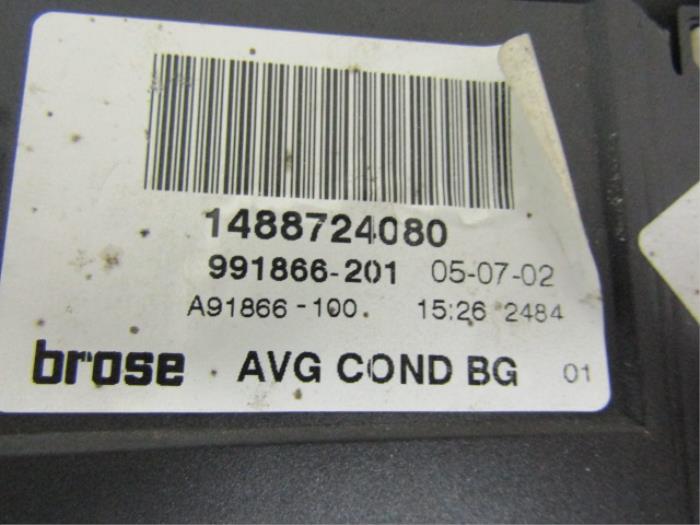 1488724080
991866-201 05-07-02
A91866-100. 15:26 2484
brose AVG COND BG 01